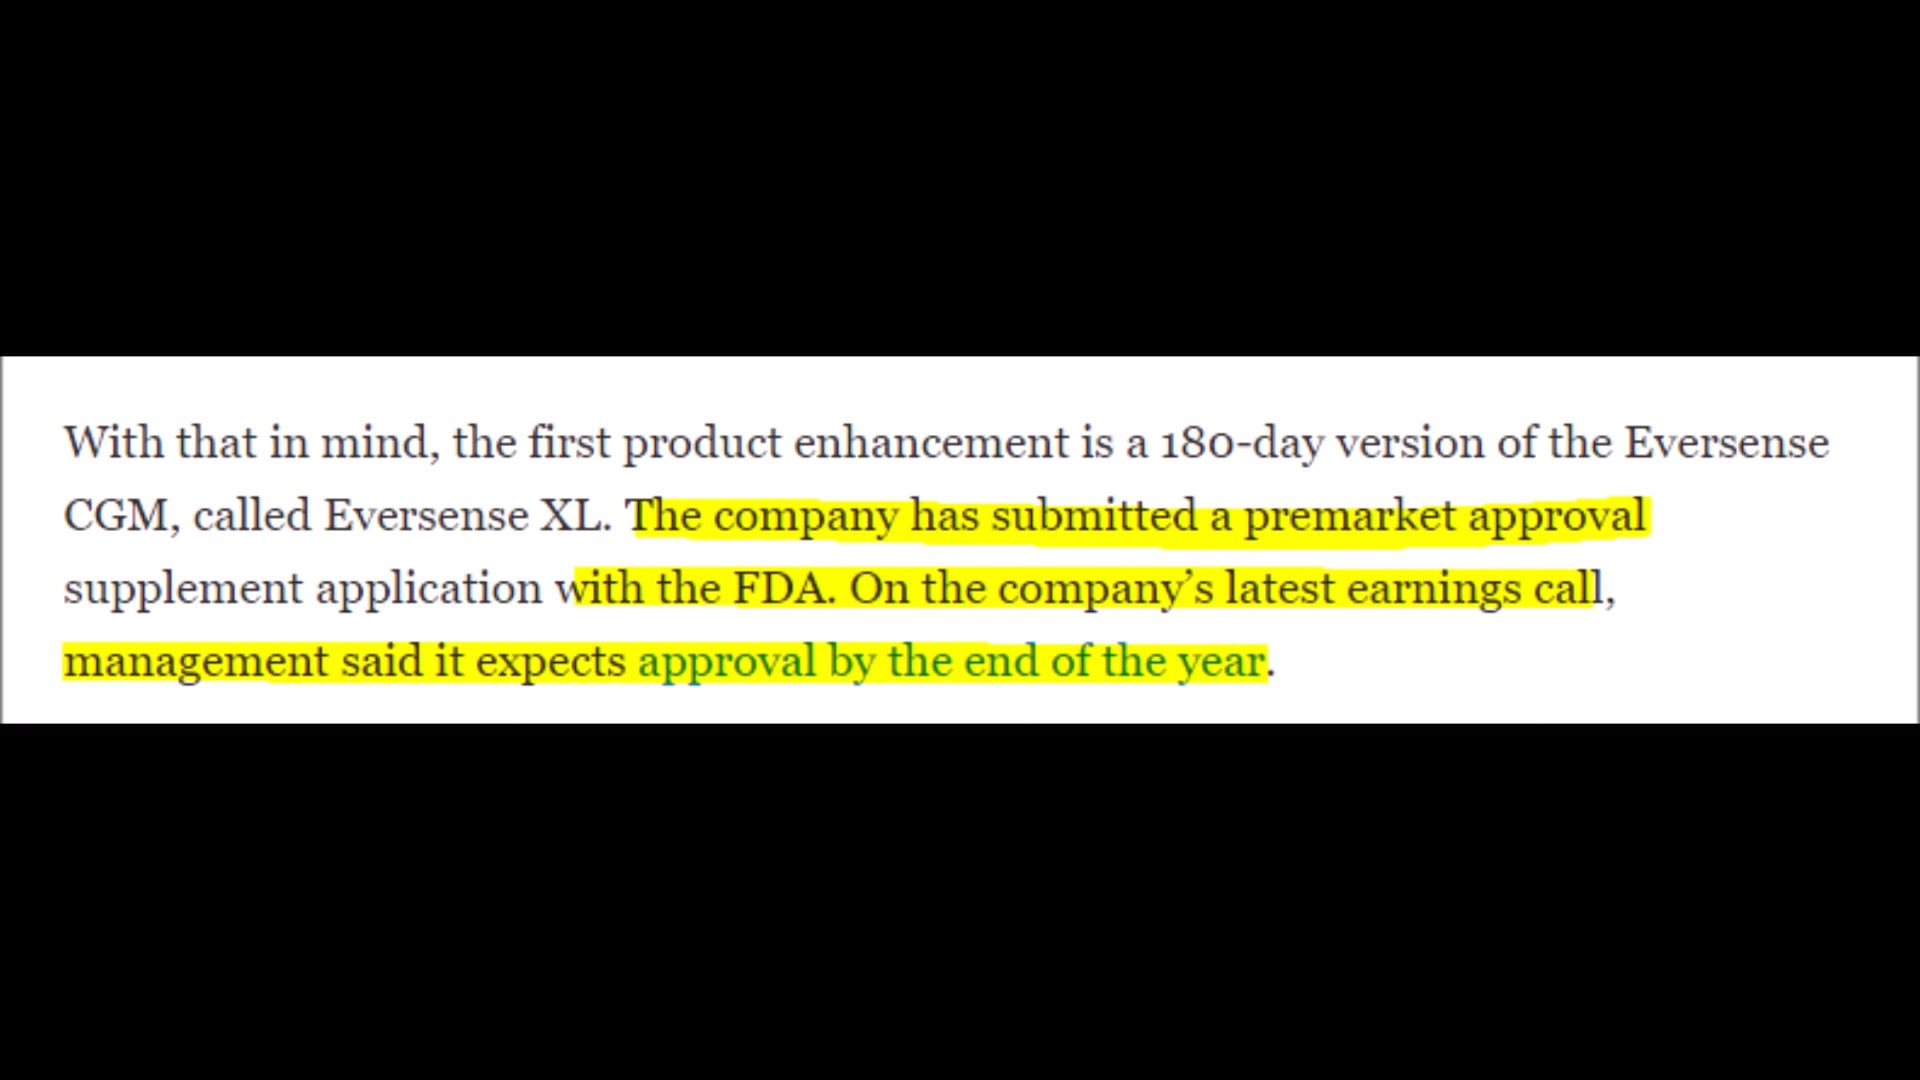 With that in mind, the first product enhancement is a 180-day version of the Eversense
CGM, called Eversense XL. The company has submitted a premarket approval
supplement application with the FDA. On the company’s latest earnings call,
management said it expects approval by the end of the year.